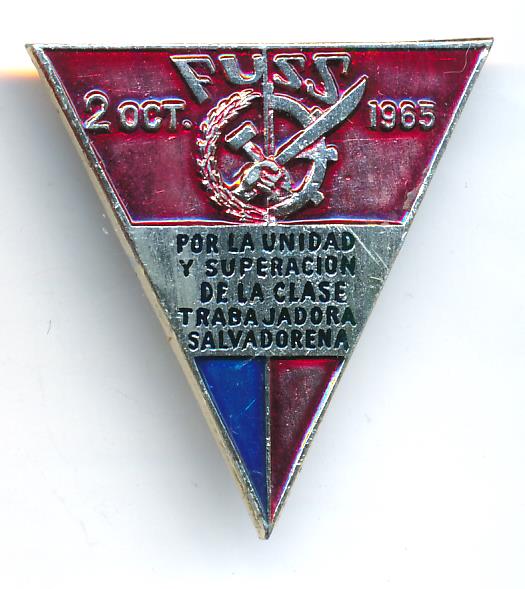 FUSS
2 OCT. 1965
POR LA UNIDAD
Y SUPERACION
DE LA CLASE
TRABAJADORA
SALVADORENA